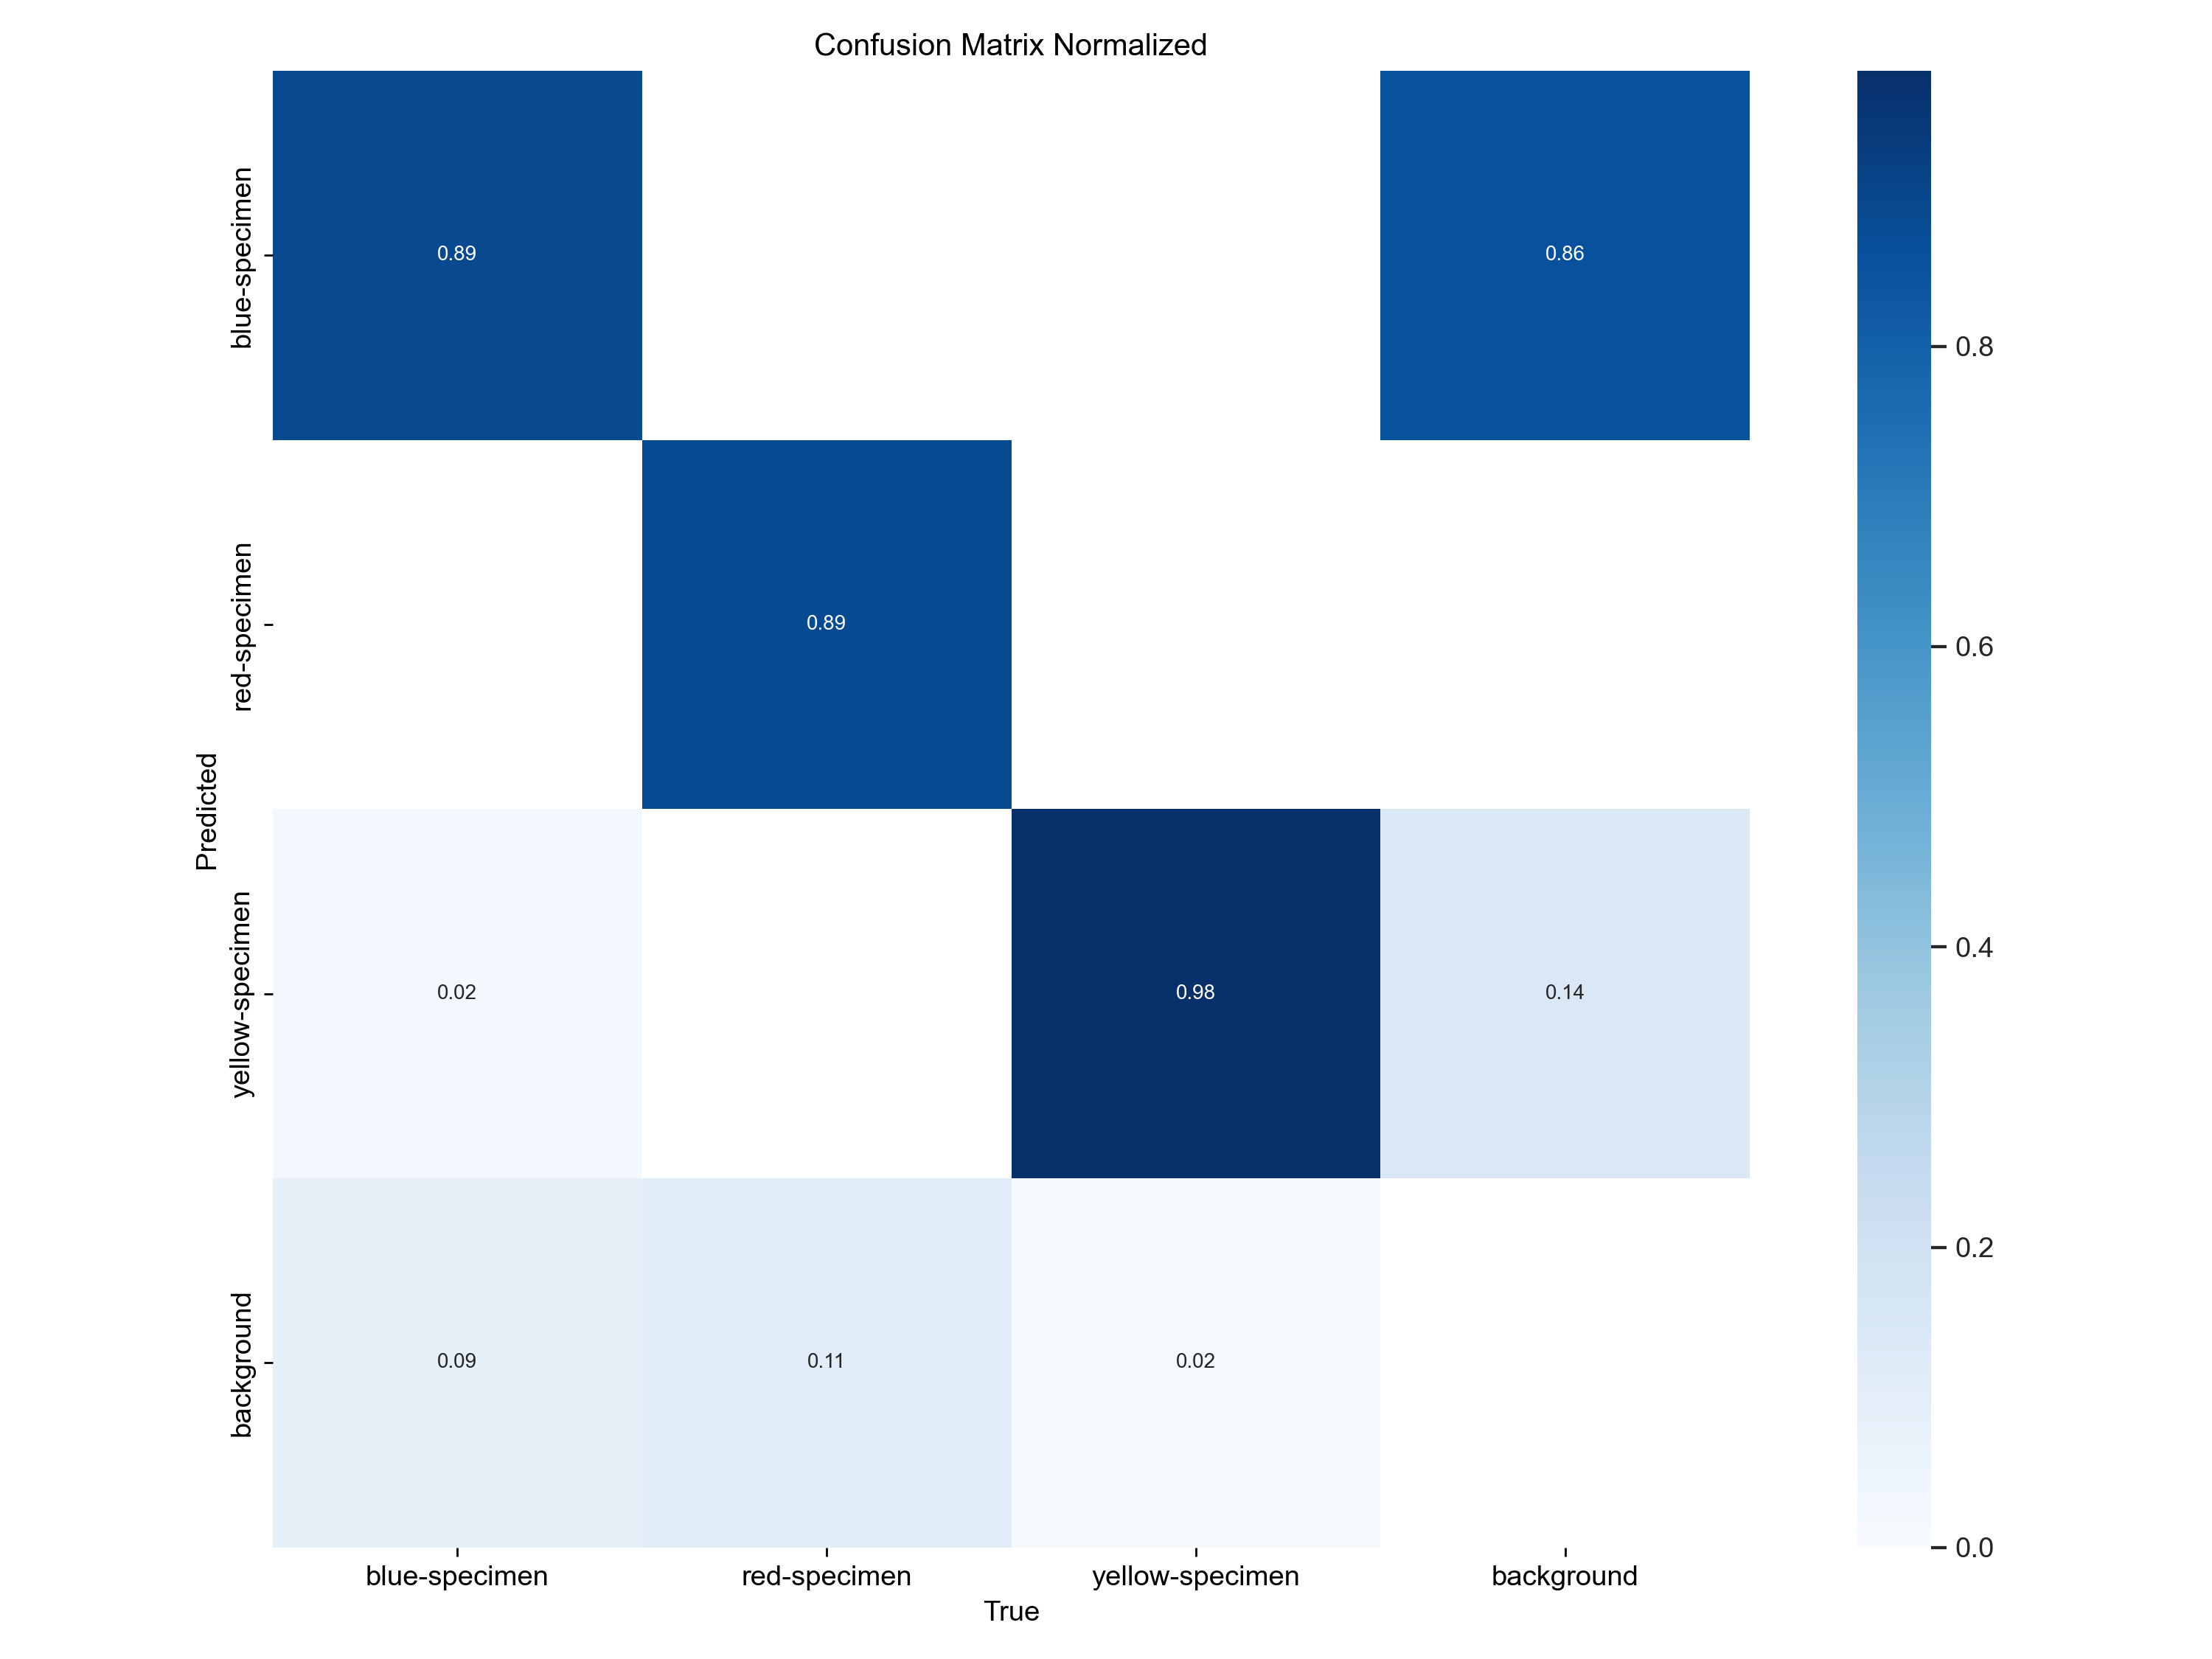 Confusion Matrix Normalized
blue-specimen
0.89
0.86
0.8
red-specimen
0.89
0.6
Predicted
yellow-specimen
0.02
0.98
0.14
0.4
0.2
background
0.09
0.11
0.02
0.0
blue-specimen
red-specimen
yellow-specimen
background
True